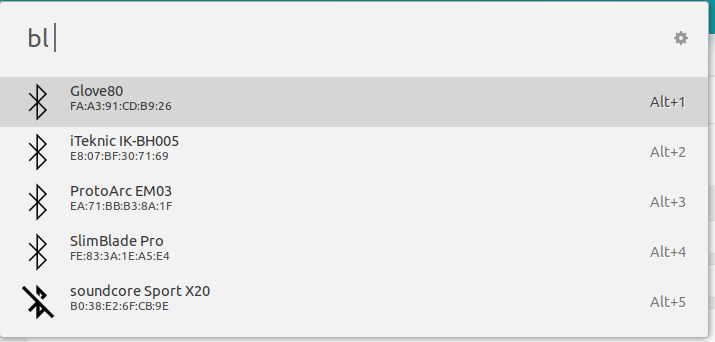 bl
Glove80
FA:A3:91:CD:B9:26
Alt+1
iTeknic IK-BH005
E8:07:BF:30:71:69
Alt+2
ProtoArc EM03
EA:71:BB:B3:8A:1F
Alt+3
SlimBlade Pro
FE:83:3A:1E:A5:E4
Alt+4
soundcore Sport X20
B0:38:E2:6F:CB:9E
Alt+5